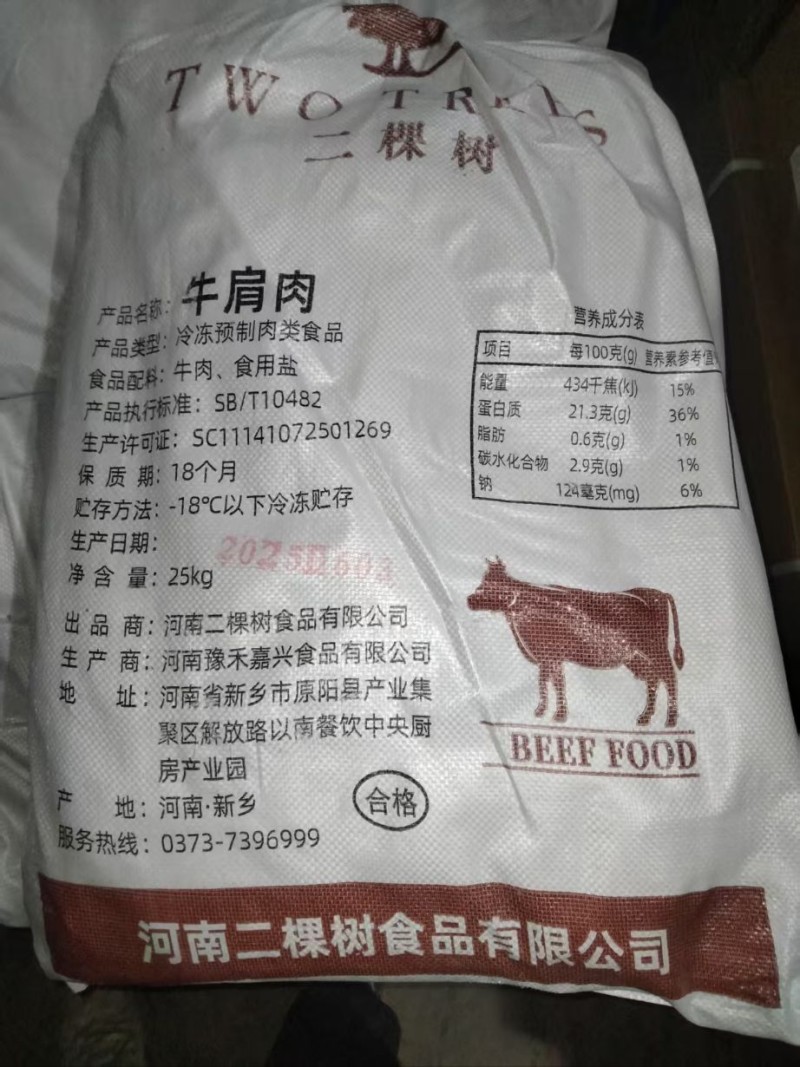 TWO TREES
二棵树
产品名称：牛肩肉
产品类型：冷冻预制肉类食品
食品配料：牛肉、食用盐
产品执行标准：SB/T10482
生产许可证：SC11141072501269
保质期：18个月
贮存方法：-18℃以下冷冻贮存
生产日期：
净含量：25kg
出品商：河南二棵树食品有限公司
生产商：河南豫禾嘉兴食品有限公司
地址：河南省新乡市原阳县产业集
聚区解放路以南餐饮中央厨
房产业园
产地：河南·新乡
服务热线：0373-7396999
合格
营养成分表
项目 每100克(g) 营养素参考值
能量 434千焦(kJ) 15%
蛋白质 21.3克(g) 36%
脂肪 0.6克(g) 1%
碳水化合物 2.9克(g) 1%
钠 124毫克(mg) 6%
BEEF FOOD
河南二棵树食品有限公司